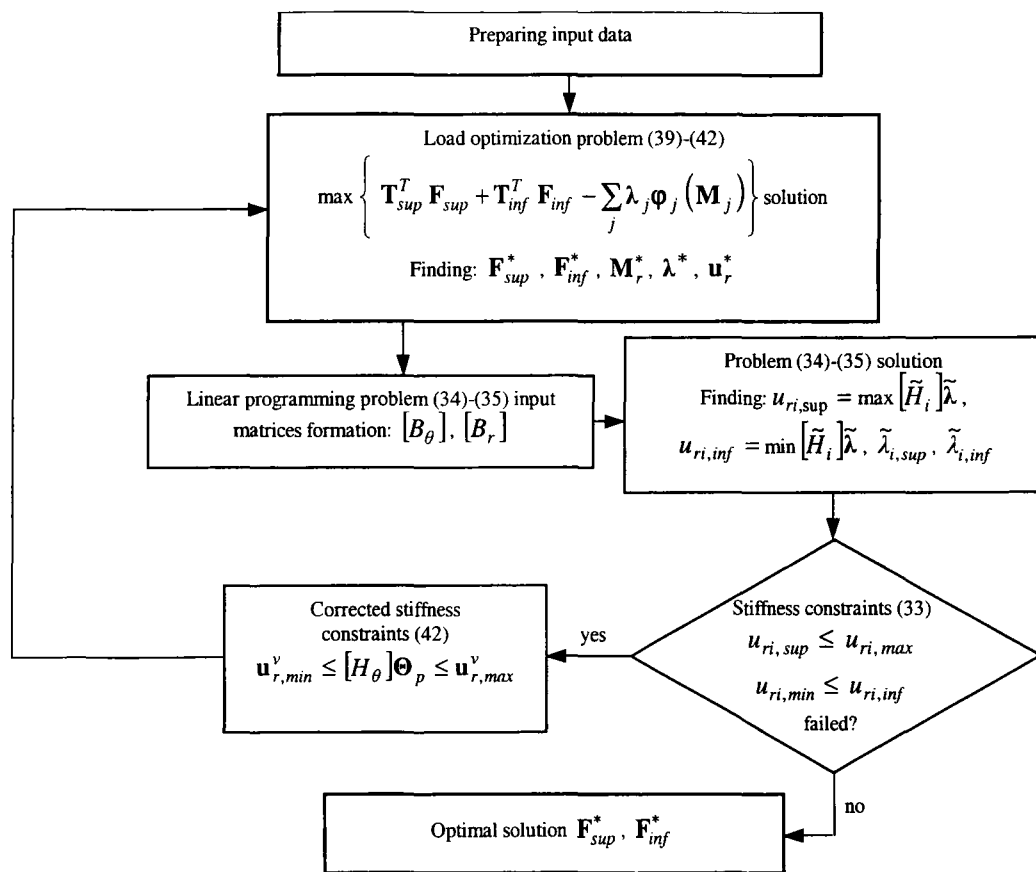 Preparing input data
Load optimization problem (39)-(42)
max { T_sup^T F_sup + T_inf^T F_inf − ∑_j λ_j φ_j (M_j) } solution
Finding: F*_sup , F*_inf , M*_r, λ*, u*_r
Linear programming problem (34)-(35) input
matrices formation: [B_θ], [B_r]
Problem (34)-(35) solution
Finding: u_ri,sup = max [H̃_i] λ̃ ,
u_ri,inf = min [H̃_i] λ̃ , λ̃_i,sup , λ̃_i,inf
Stiffness constraints (33)
u_ri,sup ≤ u_ri,max
u_ri,min ≤ u_ri,inf
failed?
yes
Corrected stiffness
constraints (42)
u^v_r,min ≤ [H_θ] Θ_p ≤ u^v_r,max
no
Optimal solution F*_sup , F*_inf